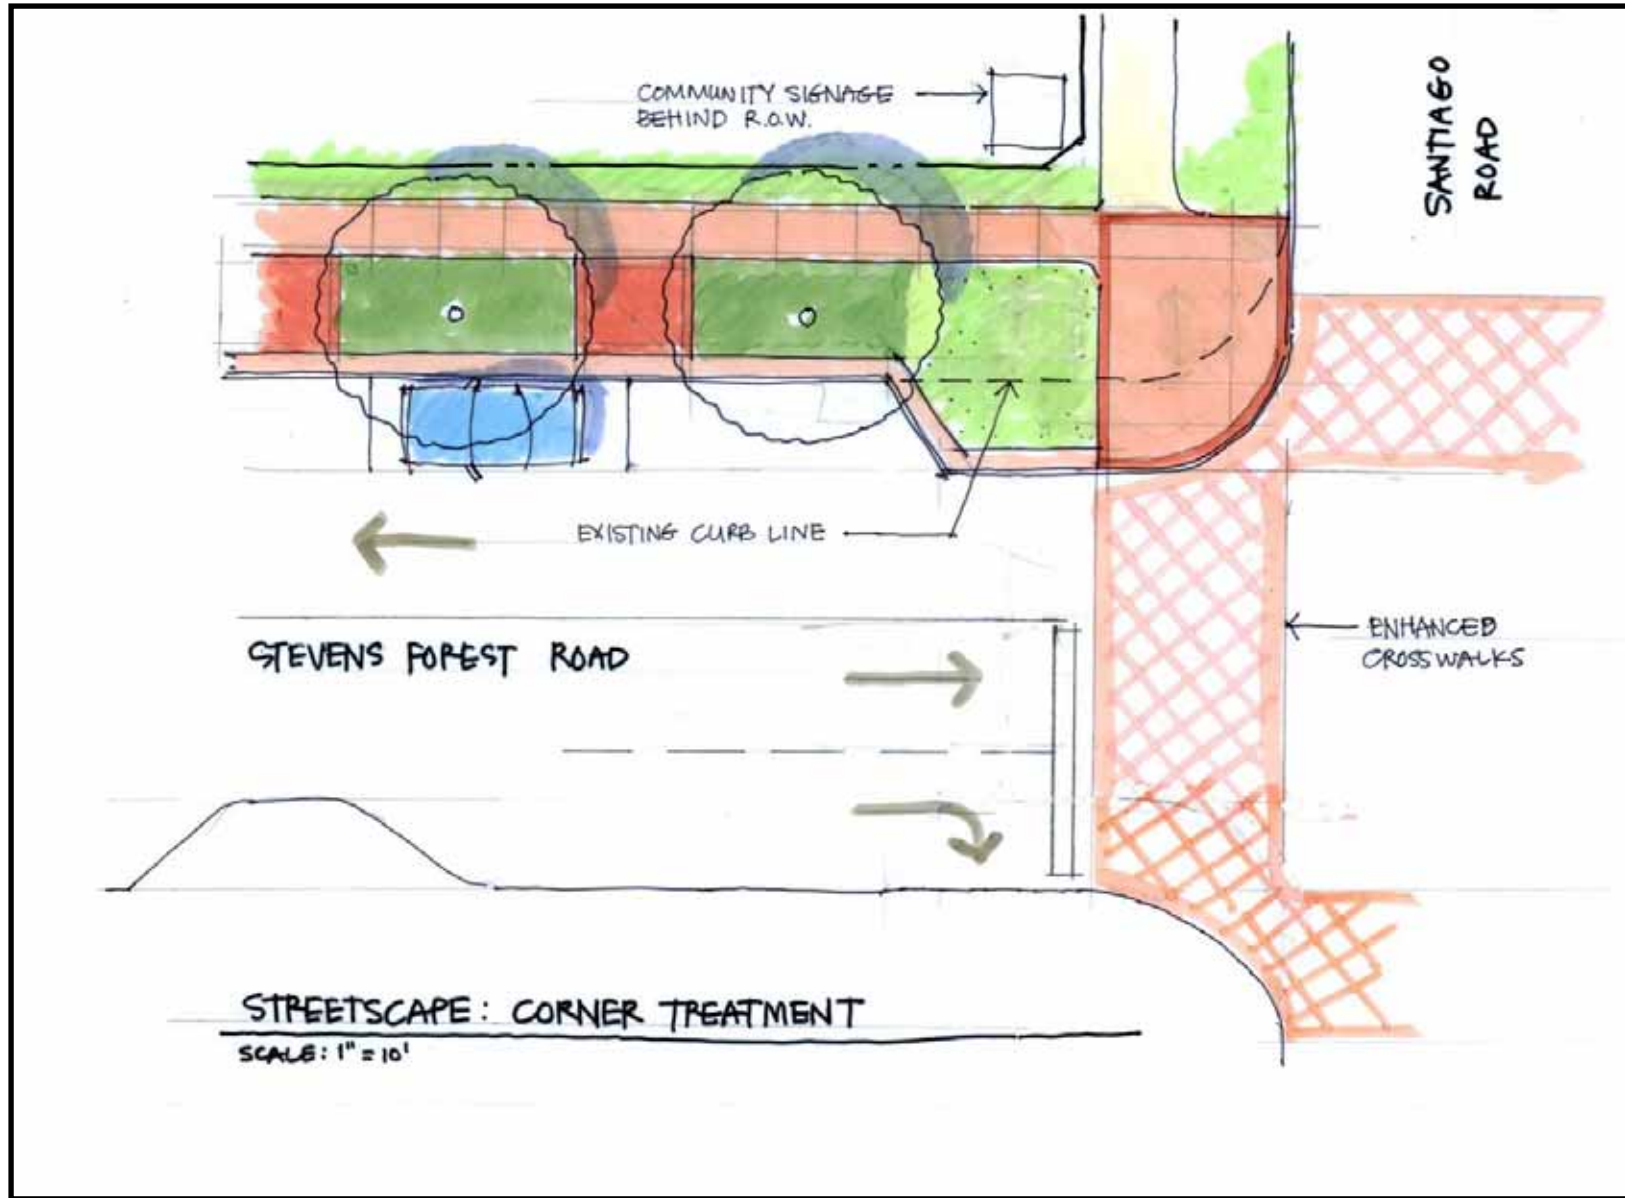 COMMUNITY SIGNAGE
BEHIND R.O.W.
SANTIAGO
ROAD
EXISTING CURB LINE
STEVENS FOREST ROAD
ENHANCED
CROSSWALKS
STREETSCAPE: CORNER TREATMENT
SCALE: 1" = 10'